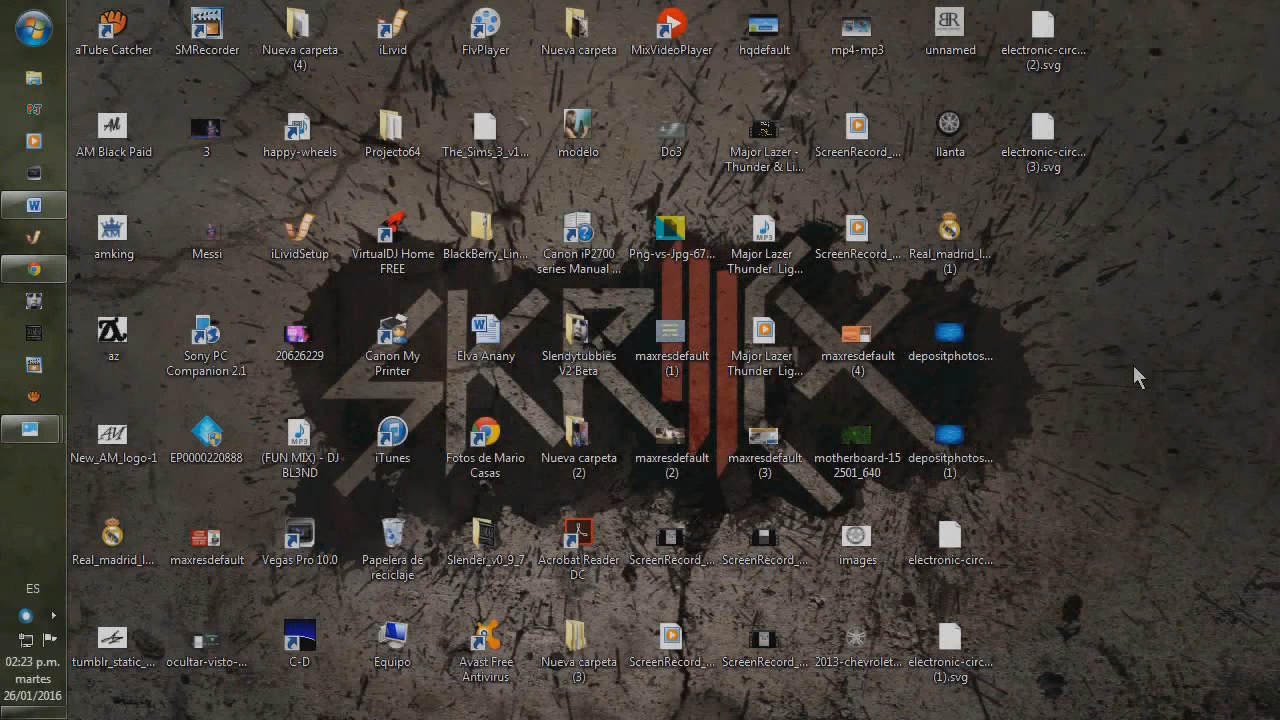 aTube Catcher
SMRecorder
Nueva carpeta
(4)
iLivid
FlvPlayer
Nueva carpeta
MixVideoPlayer
hqdefault
mp4-mp3
unnamed
electronic-circ...
(2).svg
AM Black Paid
3
happy-wheels
Projecto64
The_Sims_3_v1...
modelo
Do3
Major Lazer -
Thunder & Li...
ScreenRecord_...
llanta
electronic-circ...
(3).svg
amking
Messi
iLividSetup
VirtualDJ Home
FREE
BlackBerry_Lin...
Canon iP2700
series Manual ...
Png-vs-Jpg-67...
Major Lazer
Thunder_Lig...
ScreenRecord_...
Real_madrid_l...
(1)
az
Sony PC
Companion 2.1
20626229
Canon My
Printer
Elva Anany
Slendytubbies
V2 Beta
maxresdefault
(1)
Major Lazer
Thunder_Lig...
maxresdefault
(4)
depositphotos...
New_AM_logo-1
EP0000220888
(FUN MIX) - DJ
BL3ND
iTunes
Fotos de Mario
Casas
Nueva carpeta
(2)
maxresdefault
(2)
maxresdefault
(3)
motherboard-15
2501_640
depositphotos...
(1)
Real_madrid_l...
maxresdefault
Vegas Pro 10.0
Papelera de
reciclaje
Slender_v0_9_7
Acrobat Reader
DC
ScreenRecord_...
ScreenRecord_...
images
electronic-circ...
tumblr_static_...
ocultar-visto-...
C-D
Equipo
Avast Free
Antivirus
Nueva carpeta
(3)
ScreenRecord_...
ScreenRecord_...
2013-chevrolet...
electronic-circ...
(1).svg
SKRILLEX
ES
02:23 p.m.
martes
26/01/2016